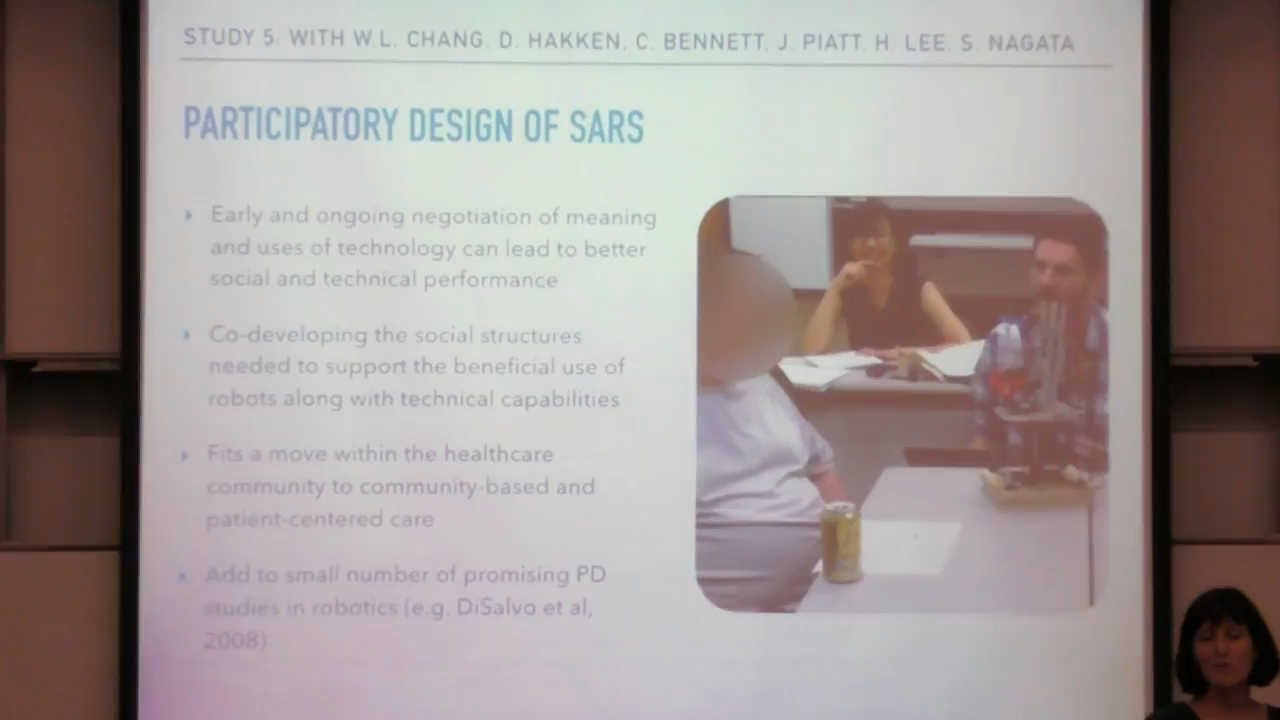 STUDY 5: WITH W.L. CHANG, D. HAKKEN, C. BENNETT, J. PIATT, H. LEE, S. NAGATA
PARTICIPATORY DESIGN OF SARS
Early and ongoing negotiation of meaning
and uses of technology can lead to better
social and technical performance
Co-developing the social structures
needed to support the beneficial use of
robots along with technical capabilities
Fits a move within the healthcare
community to community-based and
patient-centered care
Add to small number of promising PD
studies in robotics (e.g. DiSalvo et al,
2008)